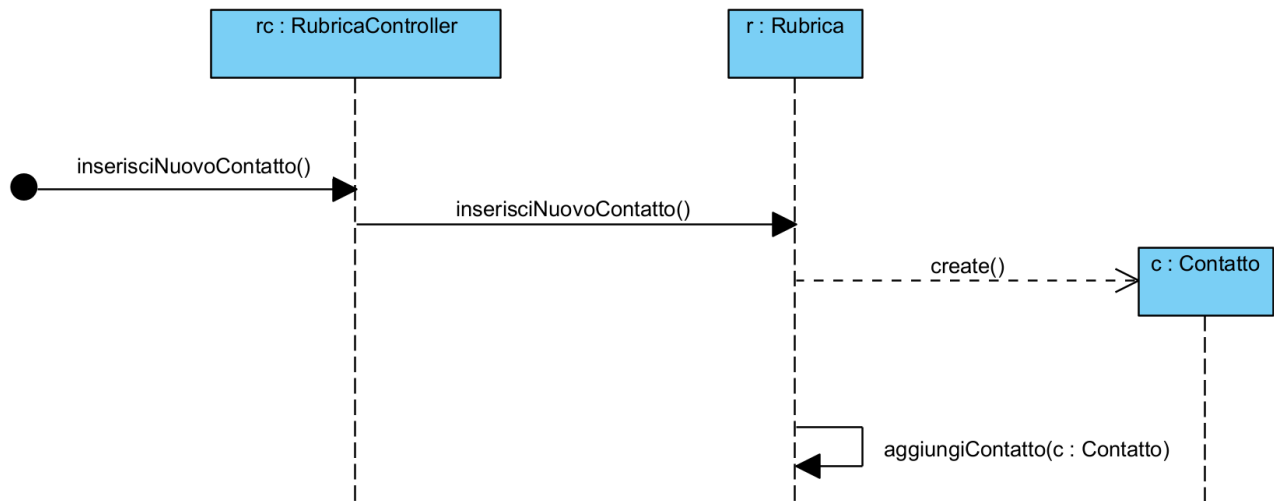 rc : RubricaController
r : Rubrica
inserisciNuovoContatto()
inserisciNuovoContatto()
create()
c : Contatto
aggiungiContatto(c : Contatto)